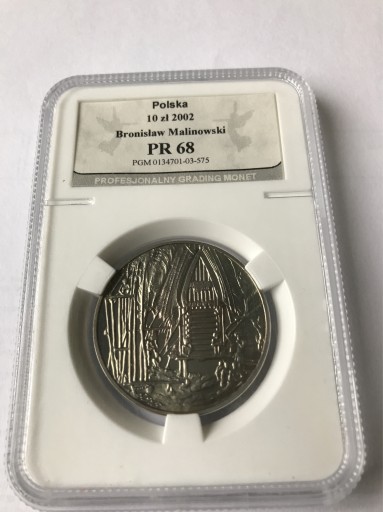 Polska
10 zł 2002
Bronisław Malinowski
PR 68
PGM 0134701-03-575
PROFESJONALNY GRADING MONET